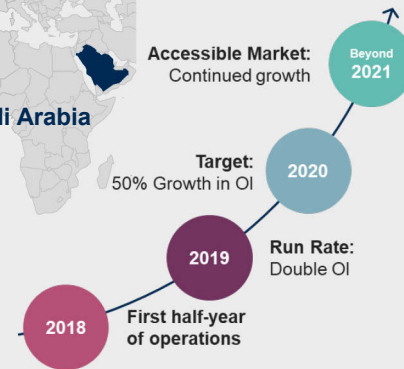 Accessible Market:
Continued growth
Beyond
2021
di Arabia
Target:
50% Growth in OI
2020
2019
Run Rate:
Double OI
2018
First half-year
of operations